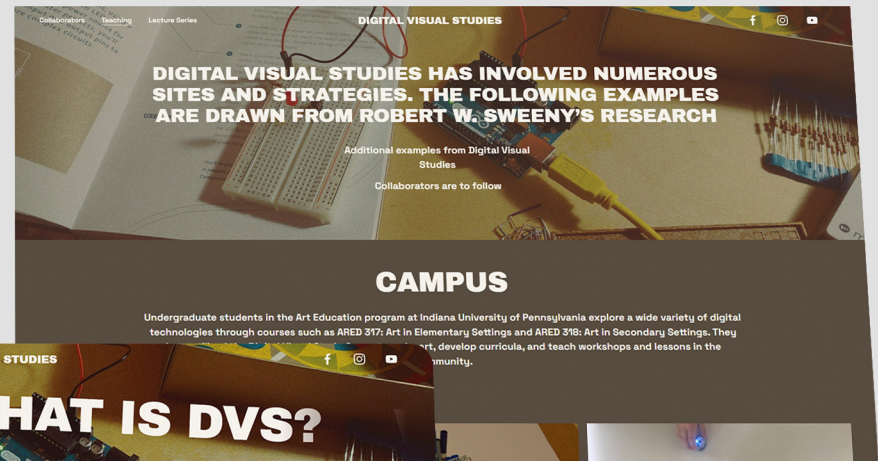 Collaborators Teaching Lecture Series
DIGITAL VISUAL STUDIES
DIGITAL VISUAL STUDIES HAS INVOLVED NUMEROUS
SITES AND STRATEGIES. THE FOLLOWING EXAMPLES
ARE DRAWN FROM ROBERT W. SWEENY’S RESEARCH
Additional examples from Digital Visual
Studies
Collaborators are to follow
CAMPUS
Undergraduate students in the Art Education program at Indiana University of Pennsylvania explore a wide variety of digital
technologies through courses such as ARED 317: Art in Elementary Settings and ARED 318: Art in Secondary Settings. They
art, develop curricula, and teach workshops and lessons in the
STUDIES
HAT IS DVS?